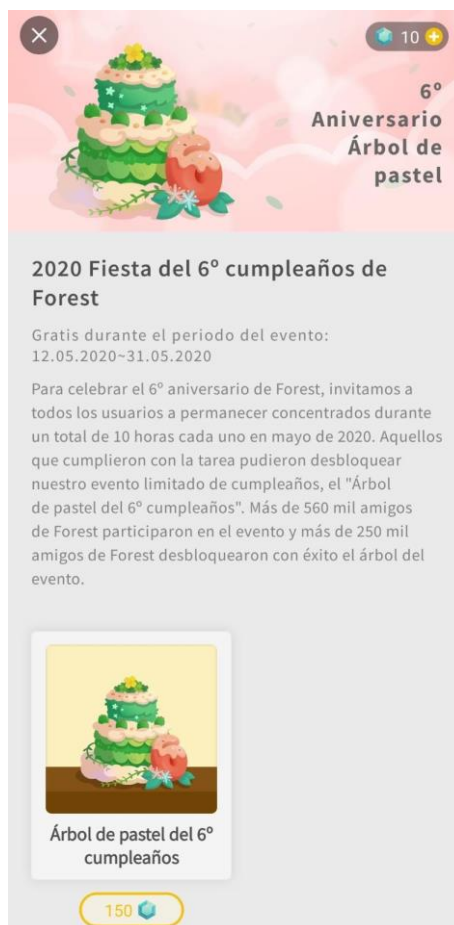 10
6º
Aniversario
Árbol de
pastel
2020 Fiesta del 6º cumpleaños de
Forest
Gratis durante el periodo del evento:
12.05.2020~31.05.2020
Para celebrar el 6º aniversario de Forest, invitamos a
todos los usuarios a permanecer concentrados durante
un total de 10 horas cada uno en mayo de 2020. Aquellos
que cumplieron con la tarea pudieron desbloquear
nuestro evento limitado de cumpleaños, el "Árbol
de pastel del 6º cumpleaños". Más de 560 mil amigos
de Forest participaron en el evento y más de 250 mil
amigos de Forest desbloquearon con éxito el árbol del
evento.
Árbol de pastel del 6º
cumpleaños
150